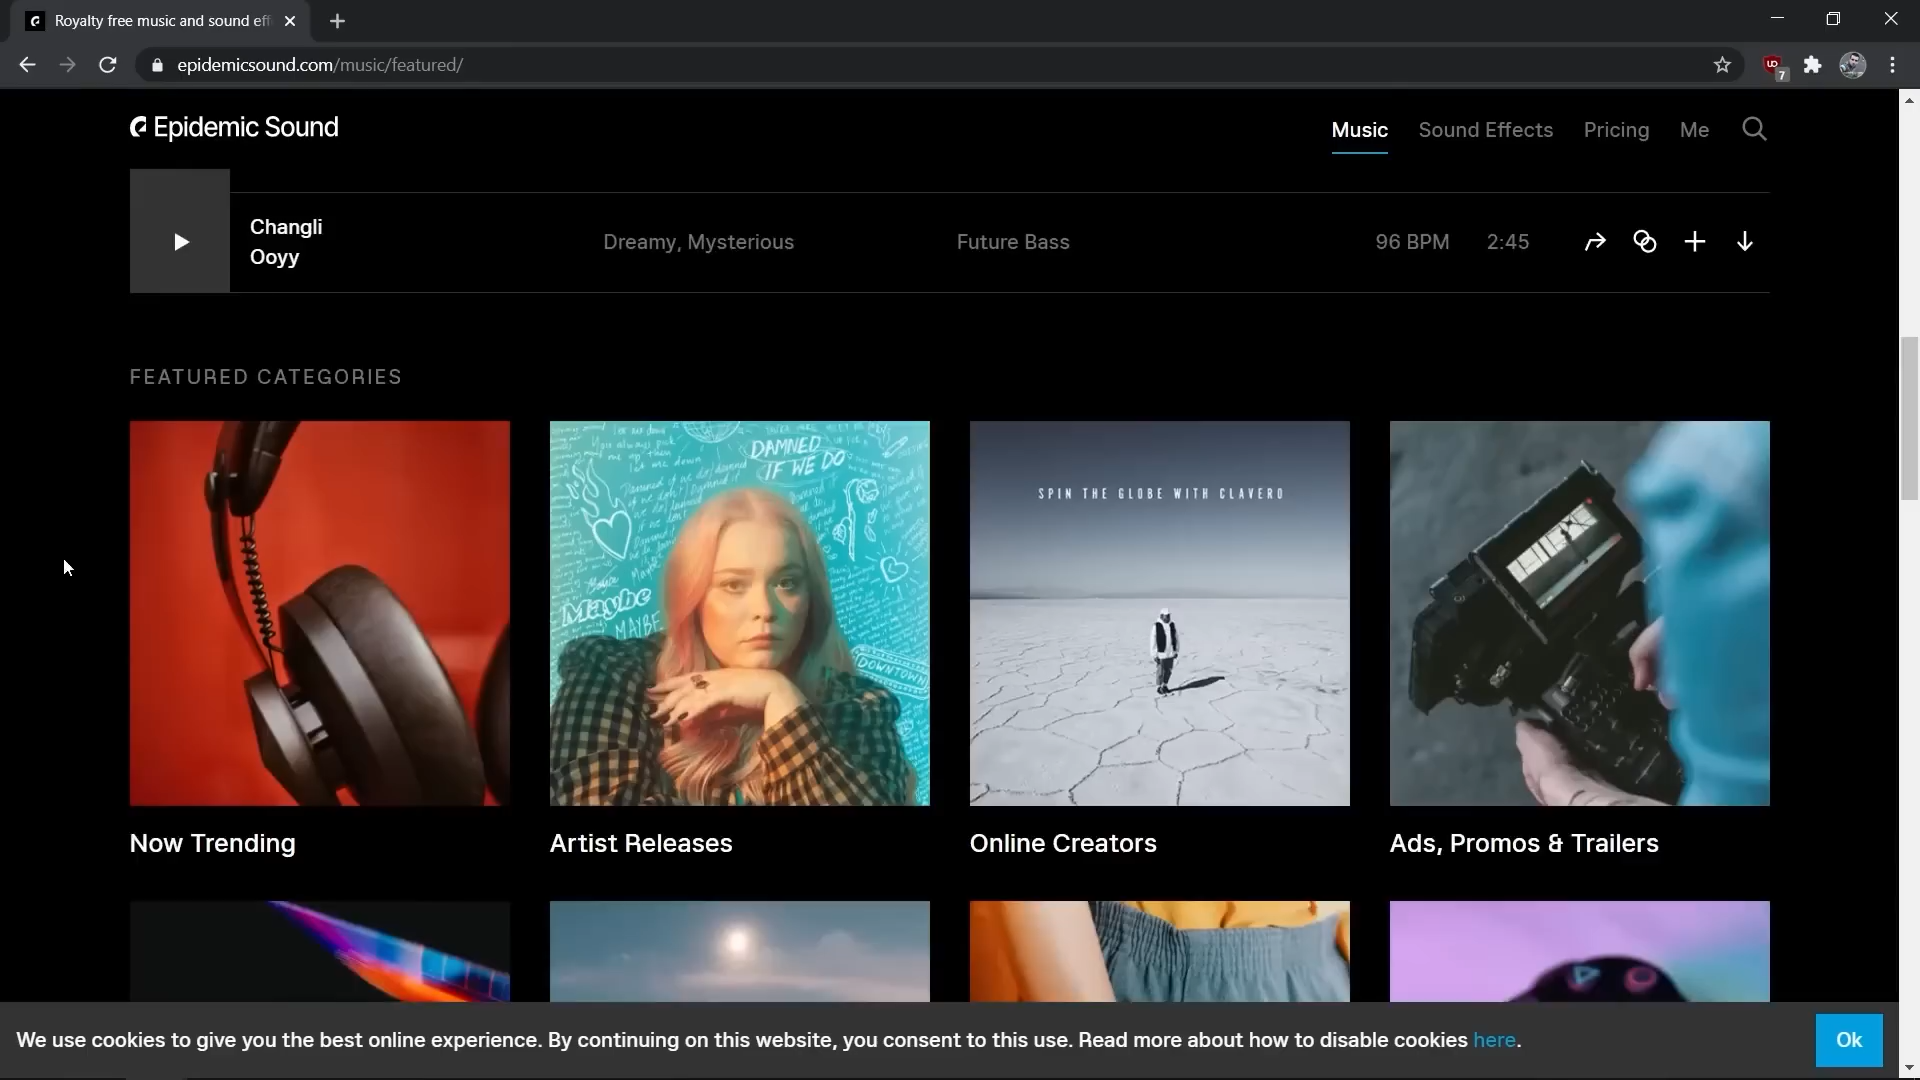 Royalty free music and sound eff
epidemicsound.com/music/featured/
7
Epidemic Sound
Music
Sound Effects
Pricing
Me
Changli
Ooyy
Dreamy, Mysterious
Future Bass
96 BPM
2:45
FEATURED CATEGORIES
DAMNED
IF WE DO
Maybe
MAYBE
DOWNTOWN
SPIN THE GLOBE WITH CLAVERO
Now Trending
Artist Releases
Online Creators
Ads, Promos & Trailers
We use cookies to give you the best online experience. By continuing on this website, you consent to this use. Read more about how to disable cookies here.
Ok